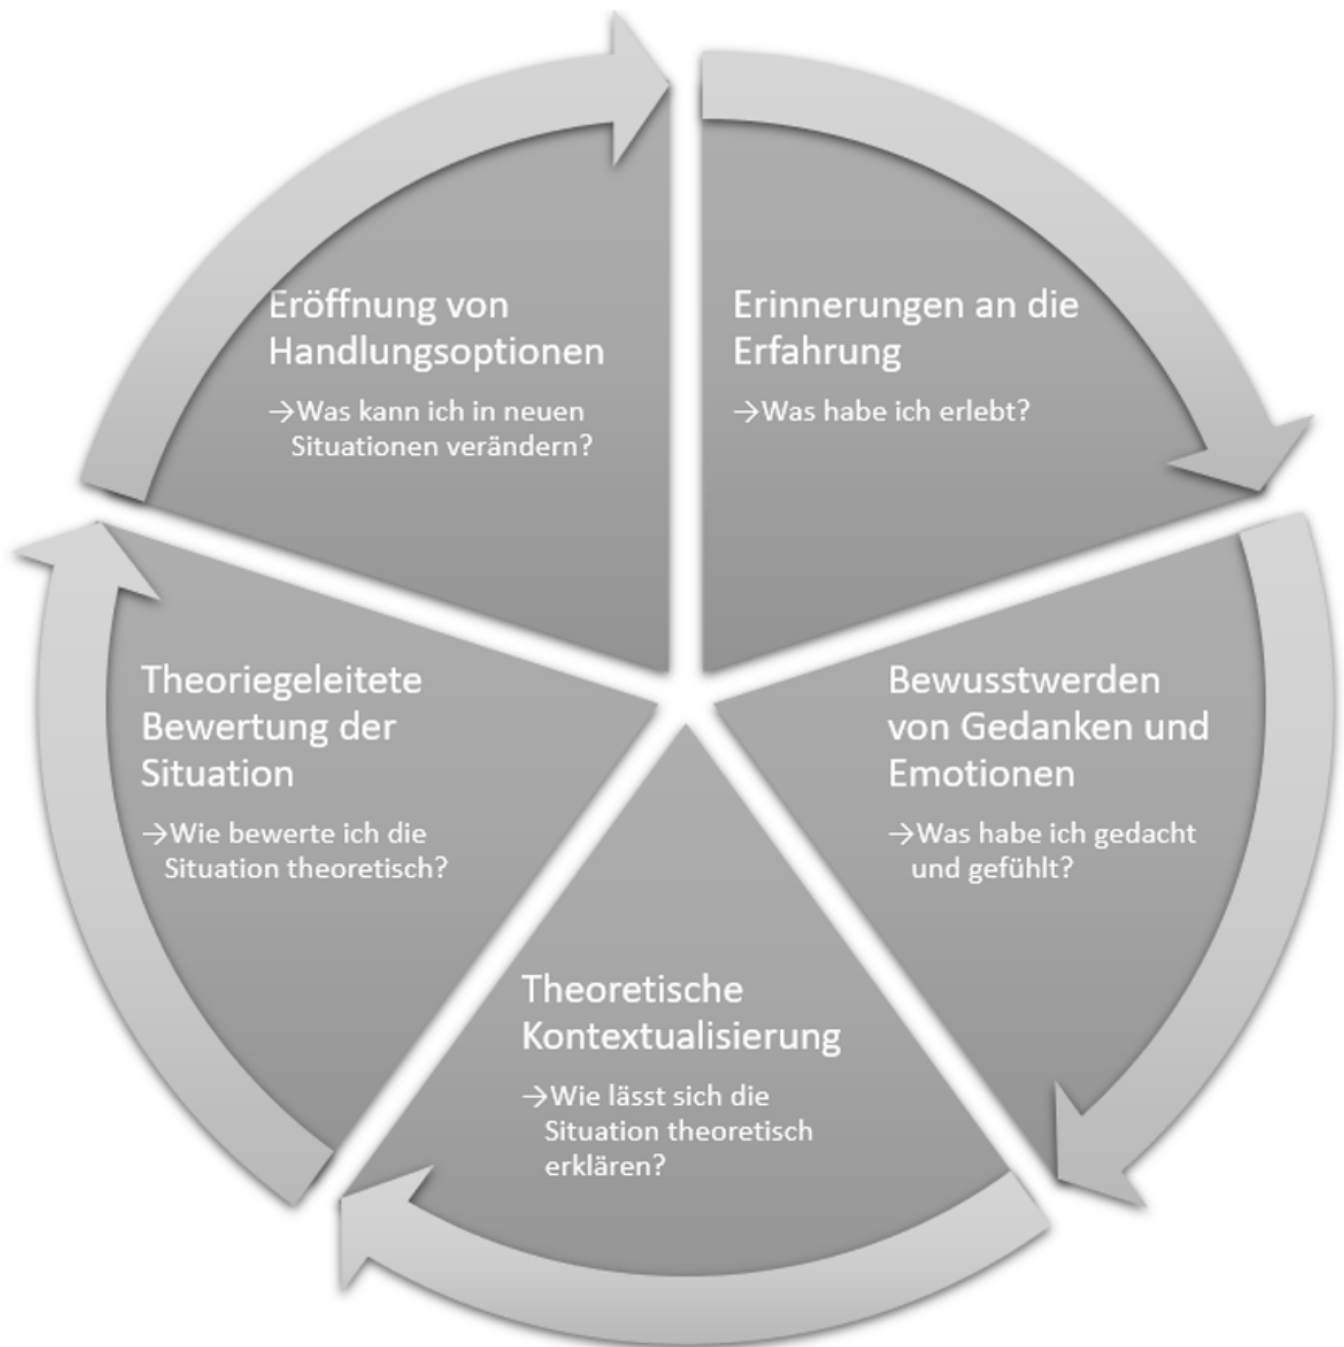 Erinnerungen an die
Erfahrung
→Was habe ich erlebt?
Bewusstwerden
von Gedanken und
Emotionen
→Was habe ich gedacht
und gefühlt?
Theoretische
Kontextualisierung
→Wie lässt sich die
Situation theoretisch
erklären?
Theoriegeleitete
Bewertung der
Situation
→Wie bewerte ich die
Situation theoretisch?
Eröffnung von
Handlungsoptionen
→Was kann ich in neuen
Situationen verändern?